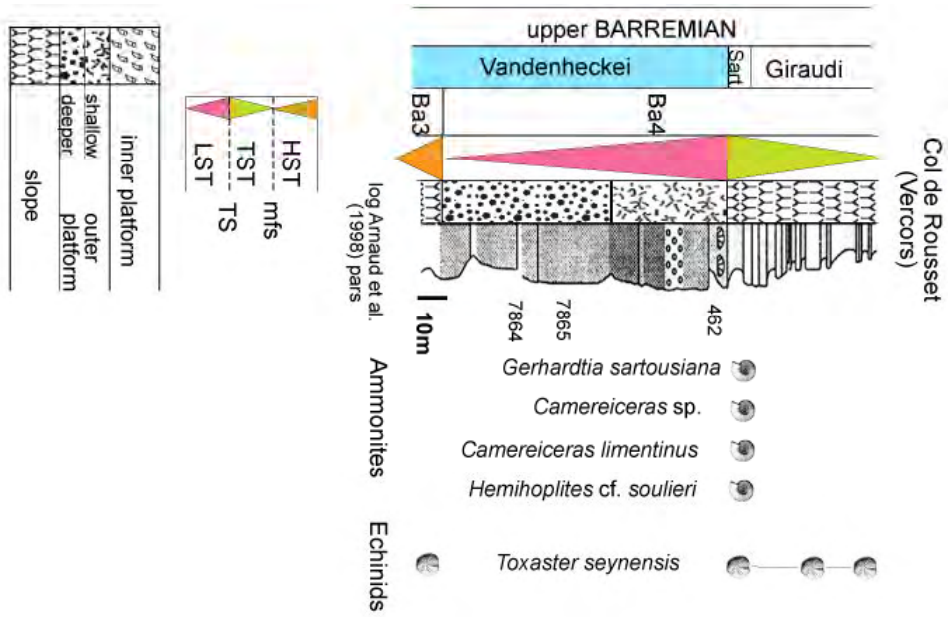 upper BARREMIAN
Vandenheckei
Sart
Giraudi
Ba3
Ba4
Col de Rousset
(Vercors)
inner platform
shallow
deeper
outer
platform
slope
HST
TST
LST
mfs
TS
log Arnaud et al.
(1998) pars
10m
7864
7865
462
Ammonites
Gerhardtia sartousiana
Camereiceras sp.
Camereiceras limentinus
Hemihoplites cf. soulieri
Echinids
Toxaster seynensis